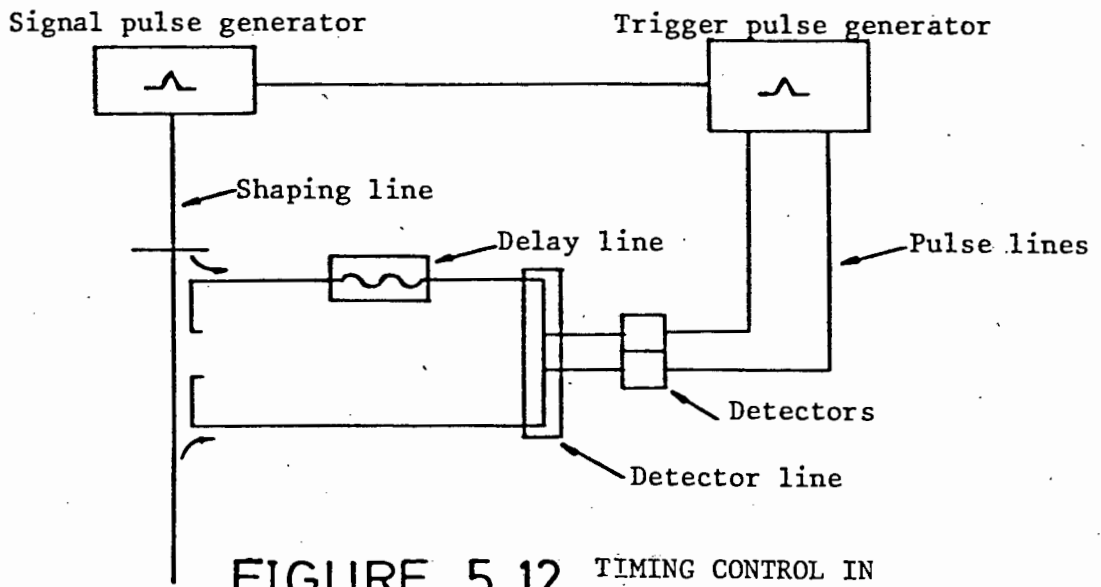 Signal pulse generator
Trigger pulse generator
Shaping line
Delay line
Pulse lines
Detectors
Detector line
FIGURE 5.12 TIMING CONTROL IN